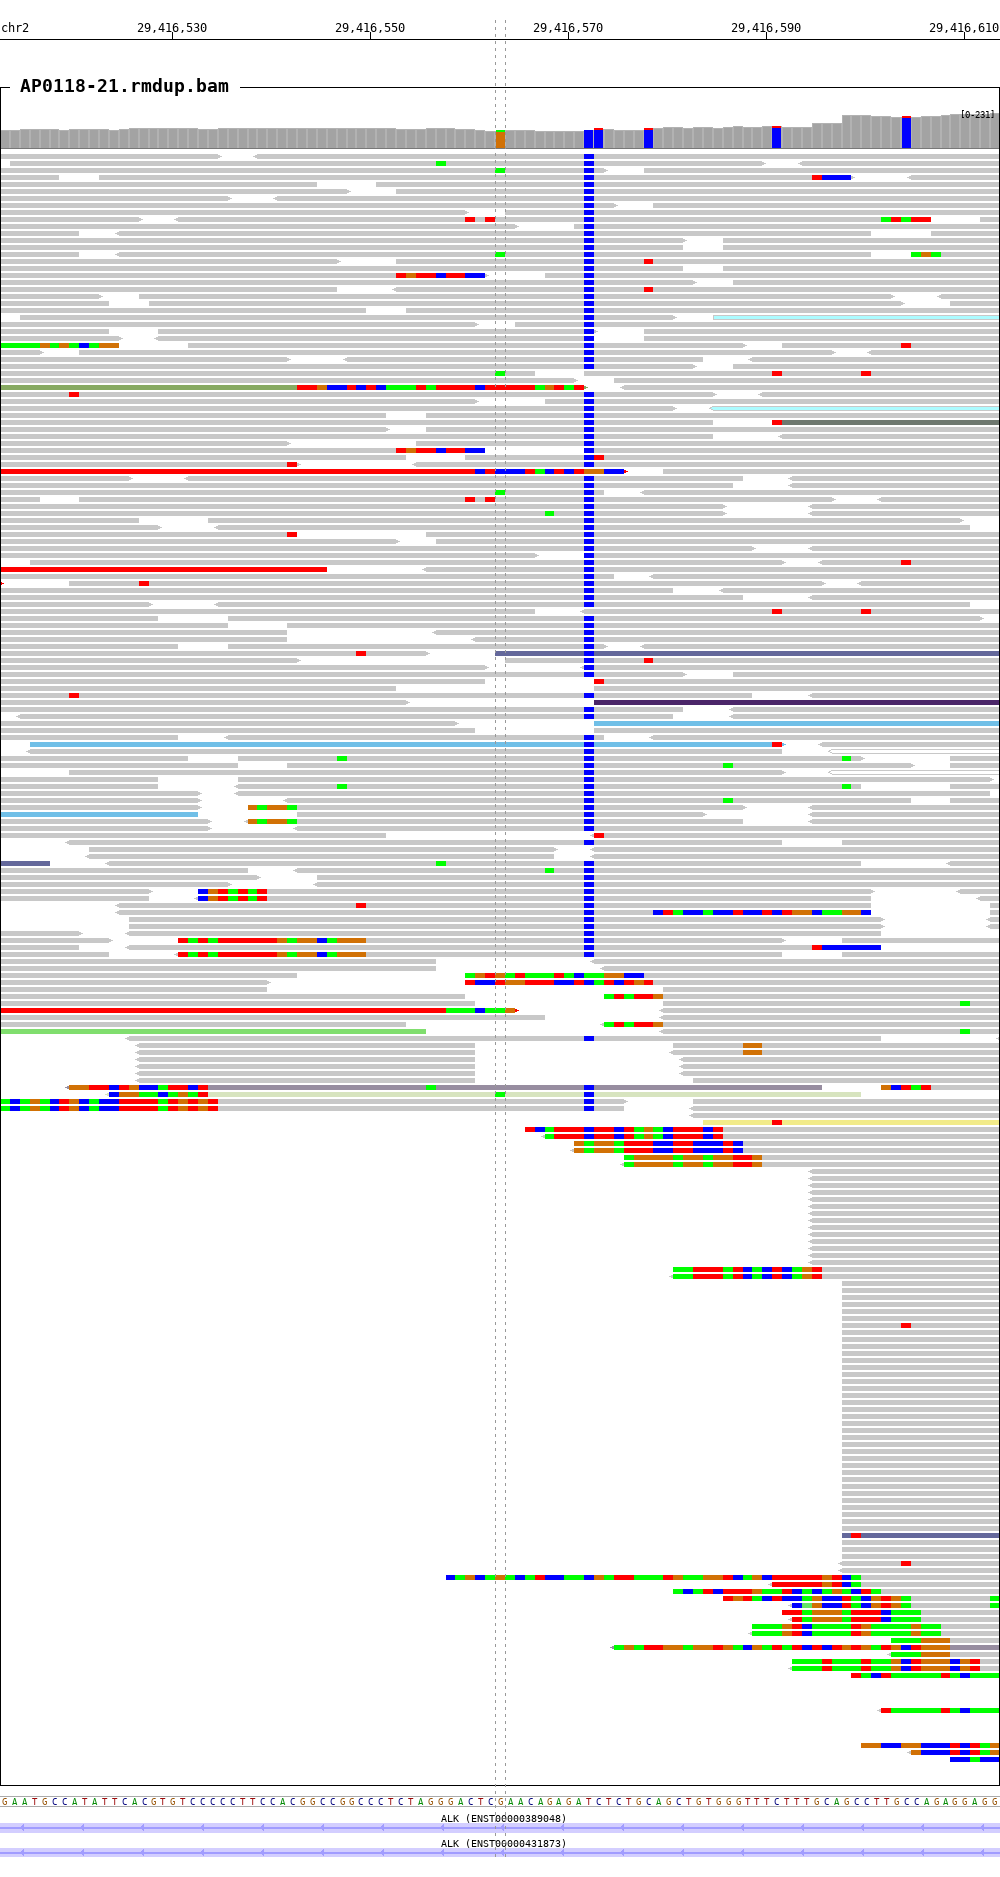 chr2 29,416,530 29,416,550 29,416,570 29,416,590 29,416,610
AP0118-21.rmdup.bam
[0-231]
GAATGCCATATTCACGTGTCCCCCTTCCACGGCCGGCCCTCTAGGGACTCGAACAGAGATCTCTGCAGCTGTGGGTTTCTTTGCAGCCTTGCCAGAGGAGG
ALK (ENST00000389048)
ALK (ENST00000431873)